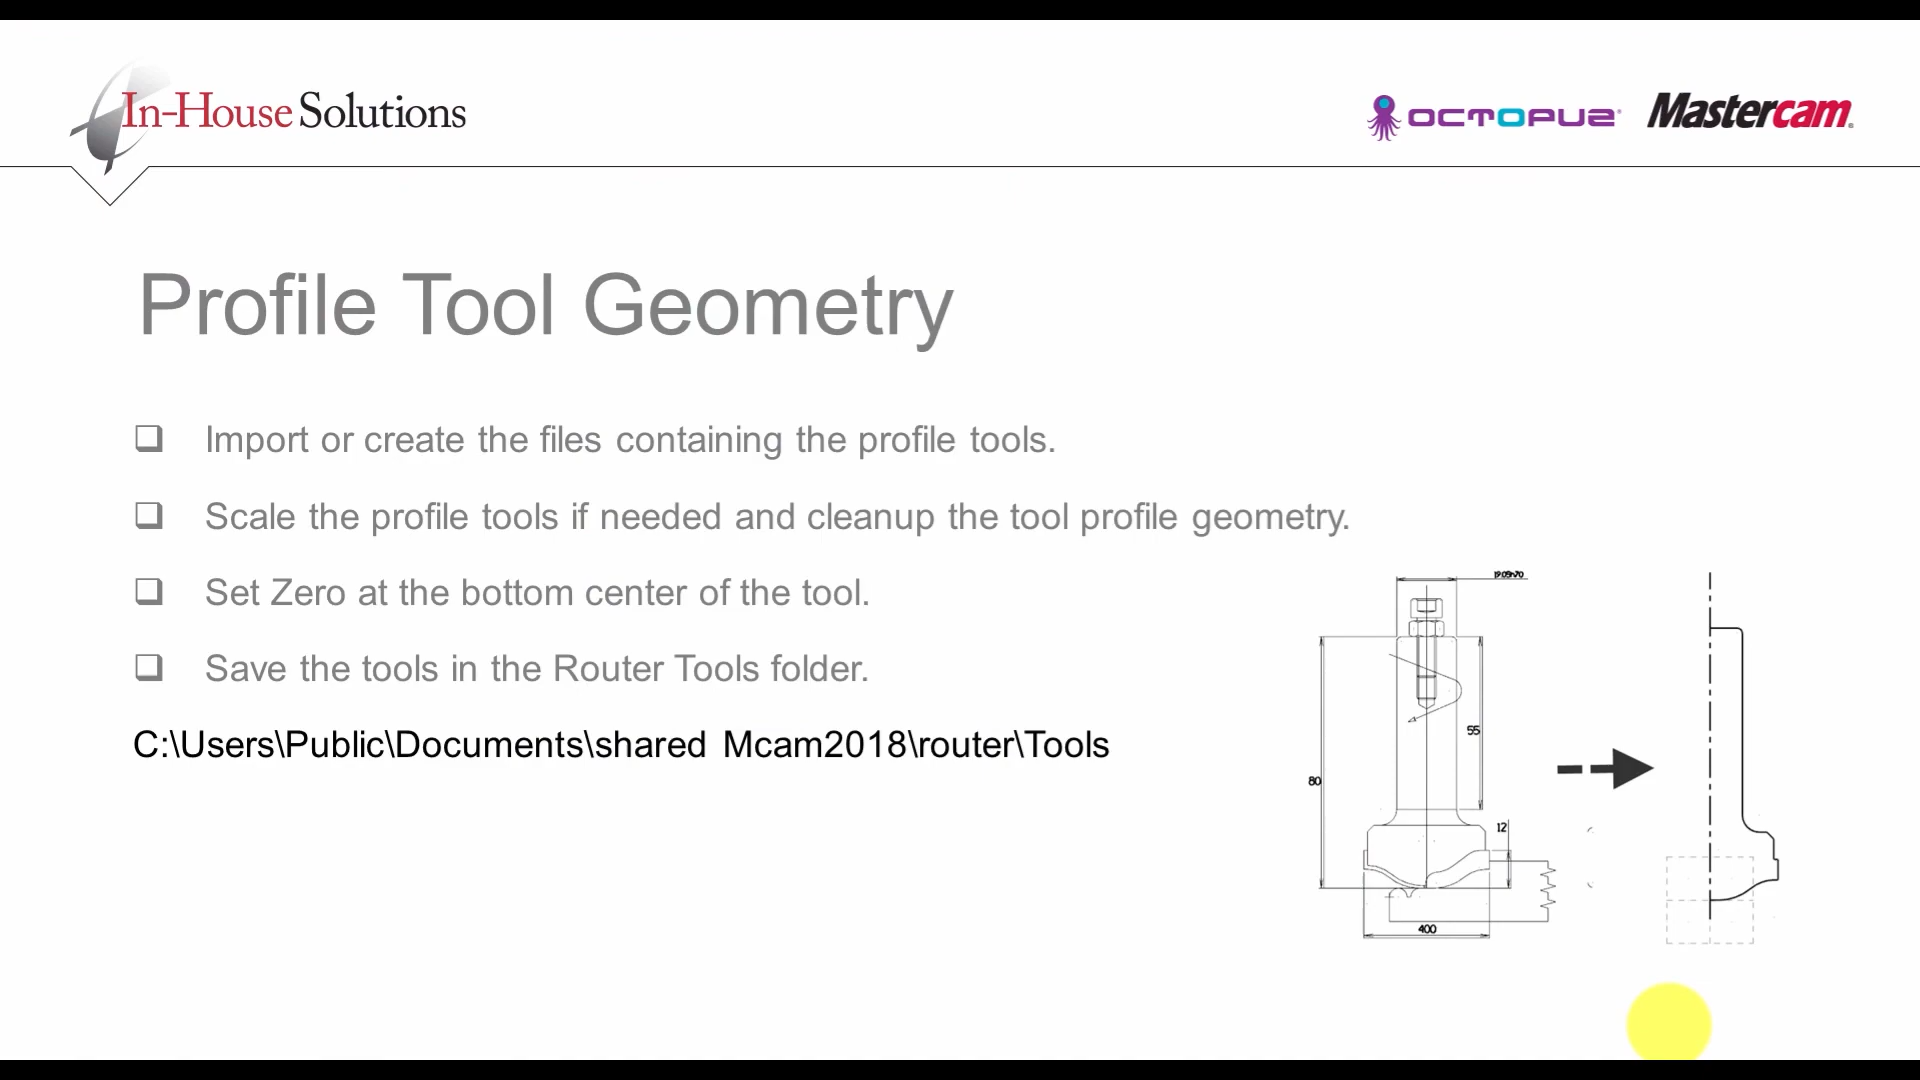 In-House Solutions
OCTOPUZ® Mastercam®
Profile Tool Geometry
❑ Import or create the files containing the profile tools.
❑ Scale the profile tools if needed and cleanup the tool profile geometry.
❑ Set Zero at the bottom center of the tool.
❑ Save the tools in the Router Tools folder.
C:\Users\Public\Documents\shared Mcam2018\router\Tools
55
80
12
400